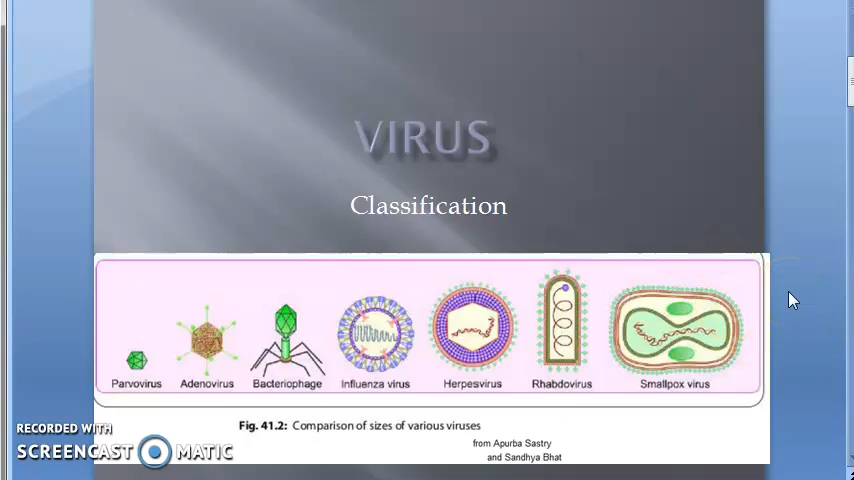 VIRUS
Classification
Parvovirus Adenovirus Bacteriophage Influenza virus Herpesvirus Rhabdovirus Smallpox virus
Fig. 41.2: Comparison of sizes of various viruses
from Apurba Sastry
and Sandhya Bhat
RECORDED WITH
SCREENCAST MATIC